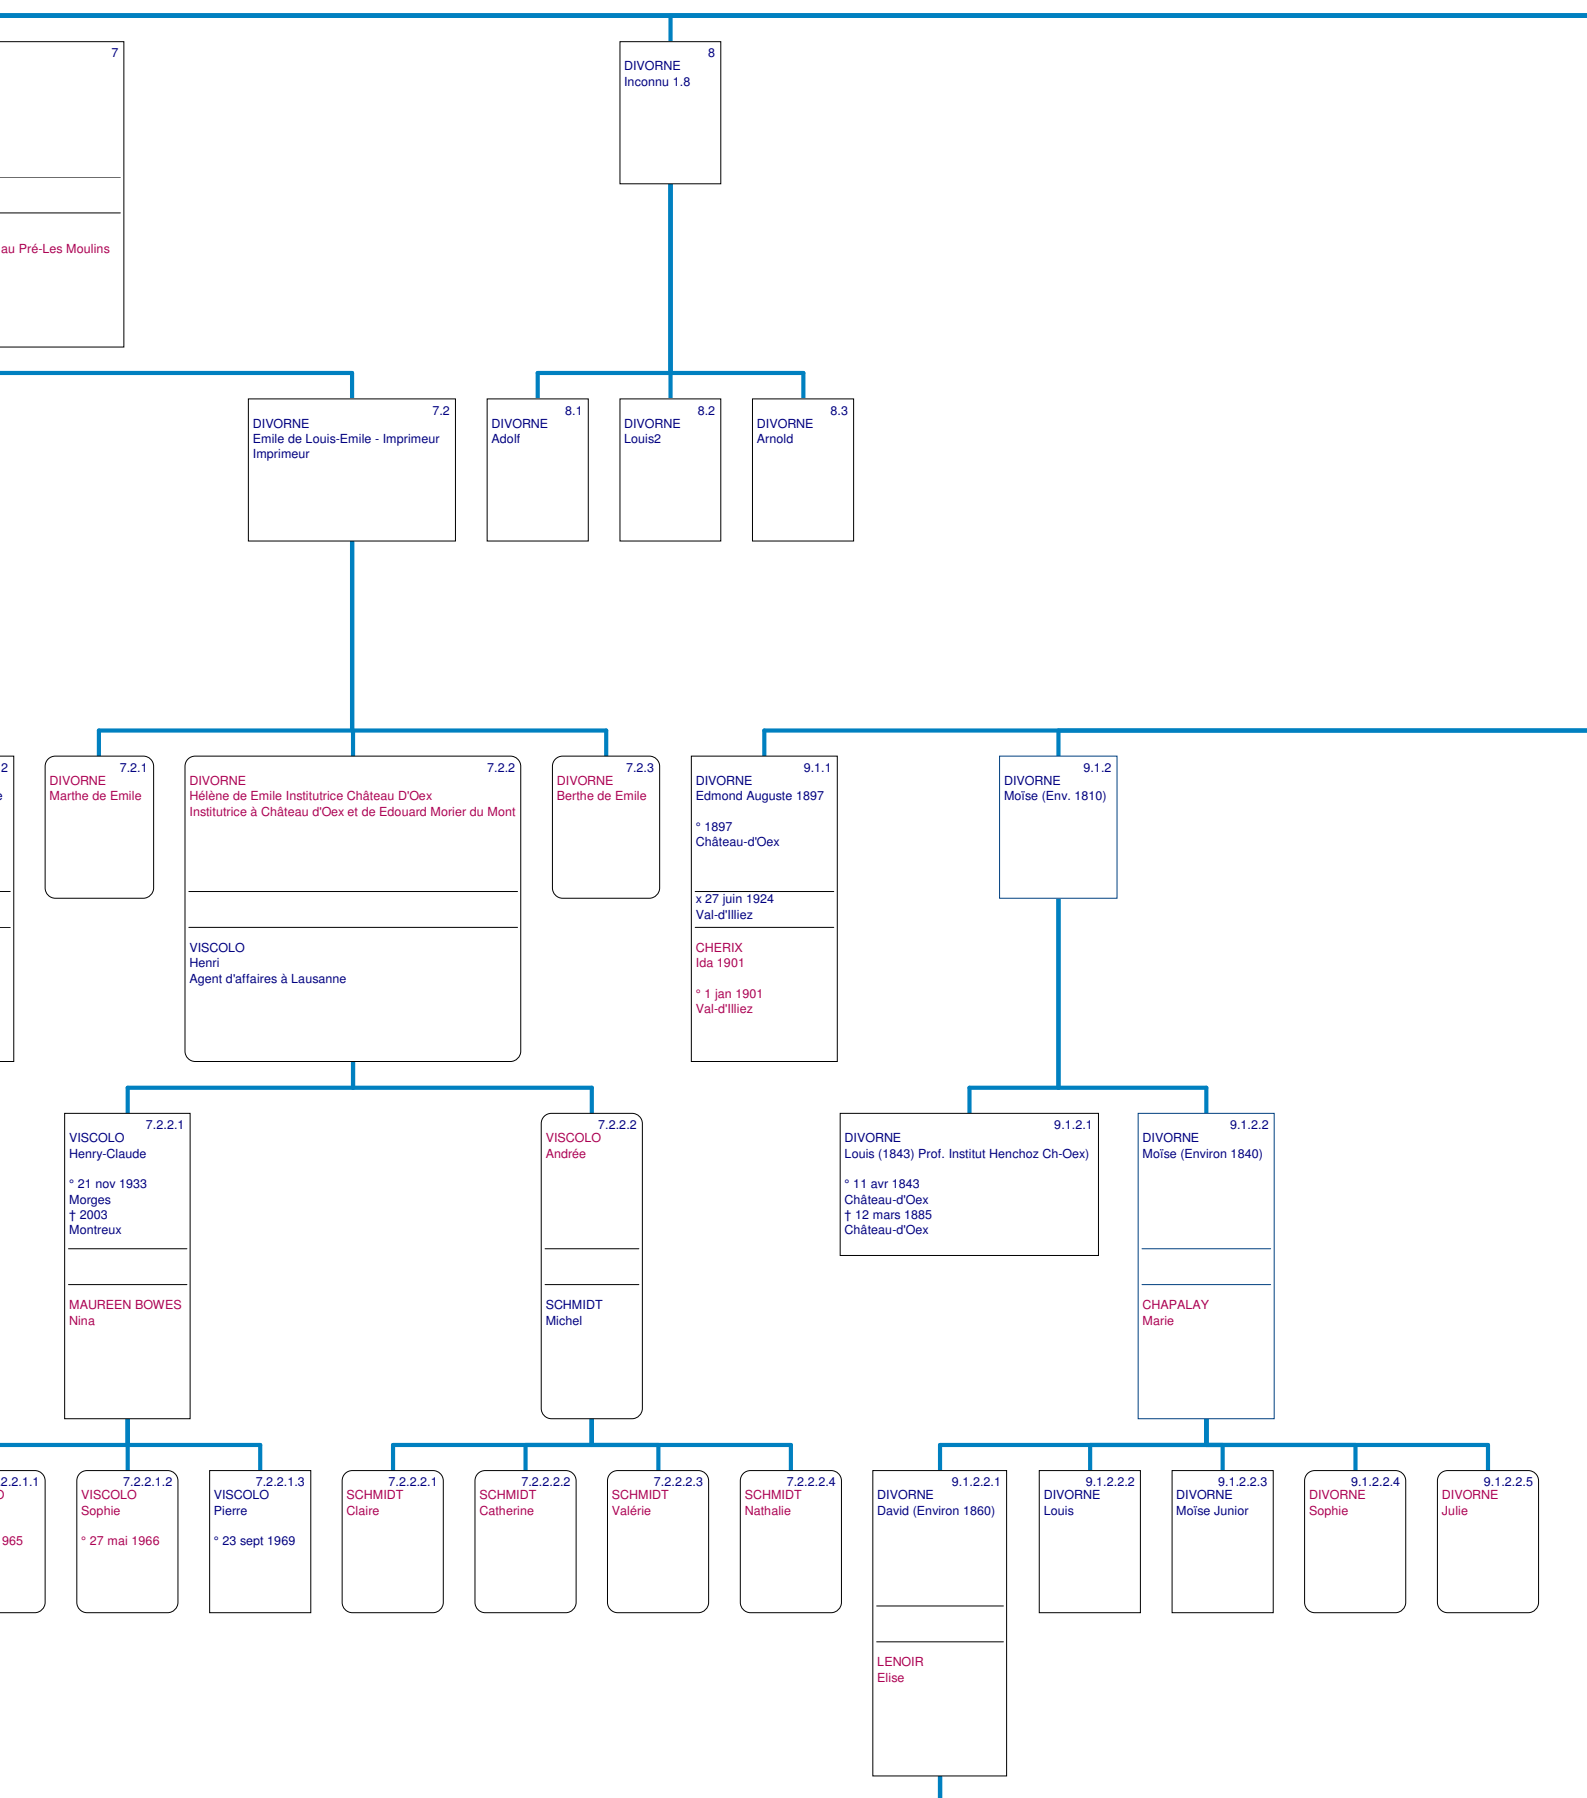 7
au Pré-Les Moulins
8
DIVORNE
Inconnu 1.8
7.2
DIVORNE
Emile de Louis-Emile - Imprimeur
Imprimeur
8.1
DIVORNE
Adolf
8.2
DIVORNE
Louis2
8.3
DIVORNE
Arnold
2
e
7.2.1
DIVORNE
Marthe de Emile
7.2.2
DIVORNE
Hélène de Emile Institutrice Château D'Oex
Institutrice à Château d'Oex et de Edouard Morier du Mont
VISCOLO
Henri
Agent d'affaires à Lausanne
7.2.3
DIVORNE
Berthe de Emile
9.1.1
DIVORNE
Edmond Auguste 1897
° 1897
Château-d'Oex
x 27 juin 1924
Val-d'Illiez
CHERIX
Ida 1901
° 1 jan 1901
Val-d'Illiez
9.1.2
DIVORNE
Moïse (Env. 1810)
7.2.2.1
VISCOLO
Henry-Claude
° 21 nov 1933
Morges
† 2003
Montreux
MAUREEN BOWES
Nina
7.2.2.2
VISCOLO
Andrée
SCHMIDT
Michel
9.1.2.1
DIVORNE
Louis (1843) Prof. Institut Henchoz Ch-Oex)
° 11 avr 1843
Château-d'Oex
† 12 mars 1885
Château-d'Oex
9.1.2.2
DIVORNE
Moïse (Environ 1840)
CHAPALAY
Marie
2.2.1.1
O
965
7.2.2.1.2
VISCOLO
Sophie
° 27 mai 1966
7.2.2.1.3
VISCOLO
Pierre
° 23 sept 1969
7.2.2.2.1
SCHMIDT
Claire
7.2.2.2.2
SCHMIDT
Catherine
7.2.2.2.3
SCHMIDT
Valérie
7.2.2.2.4
SCHMIDT
Nathalie
9.1.2.2.1
DIVORNE
David (Environ 1860)
LENOIR
Elise
9.1.2.2.2
DIVORNE
Louis
9.1.2.2.3
DIVORNE
Moïse Junior
9.1.2.2.4
DIVORNE
Sophie
9.1.2.2.5
DIVORNE
Julie